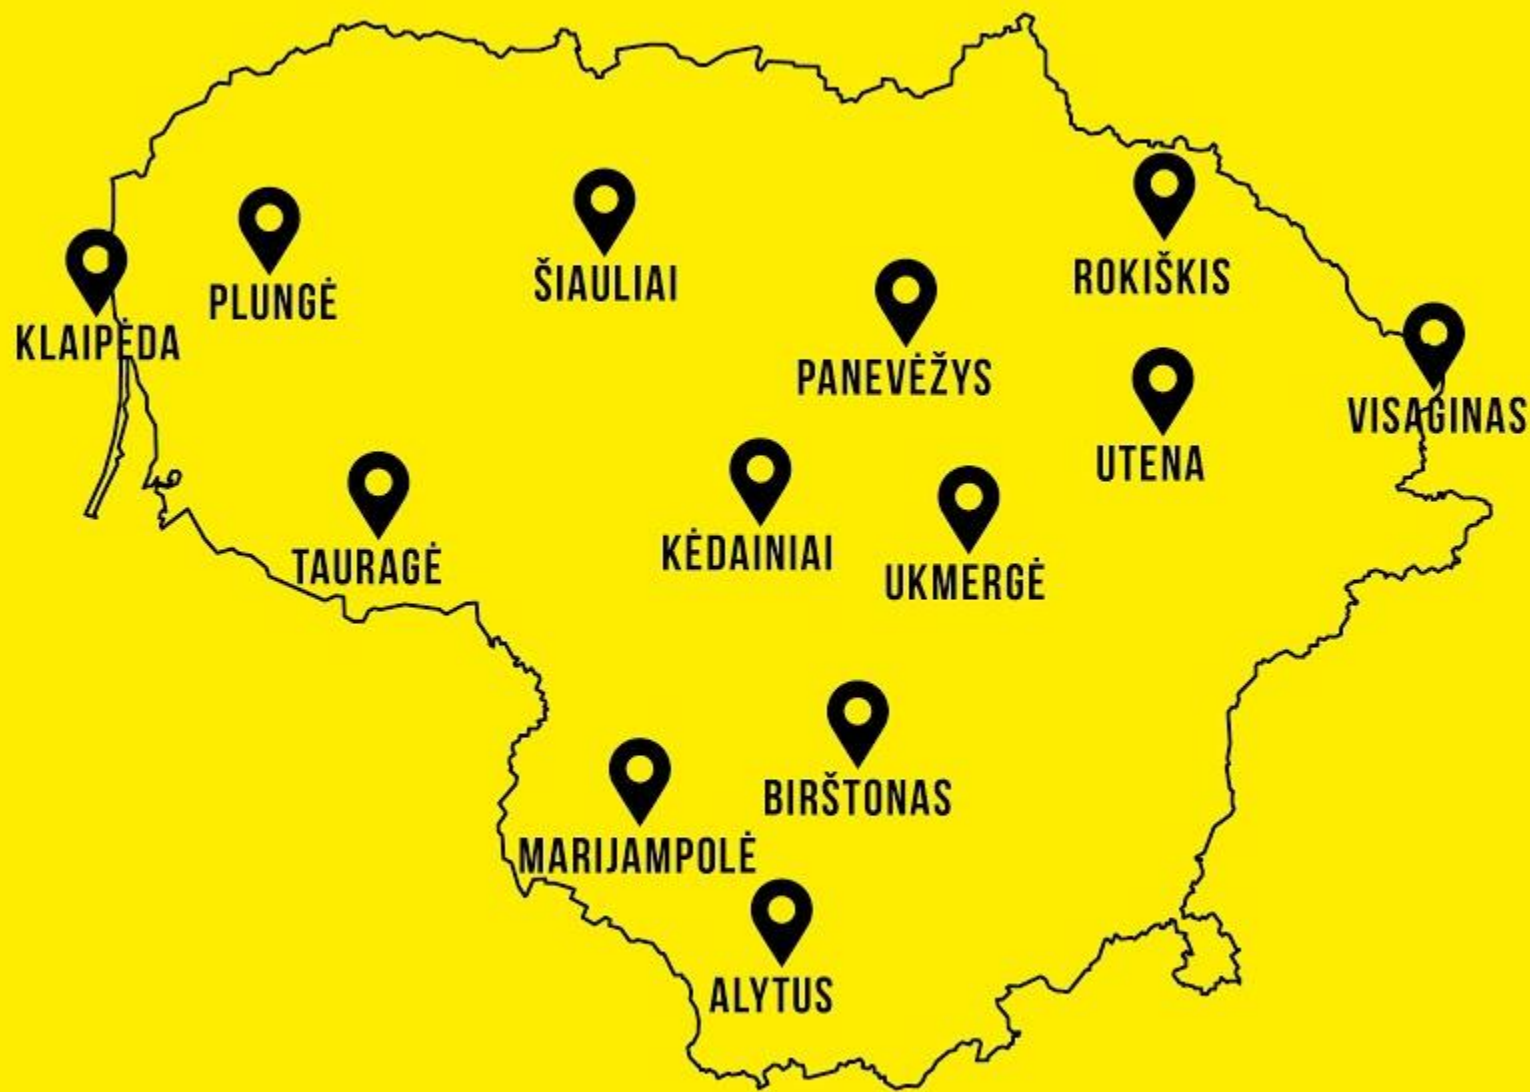 ROKIŠKIS
ŠIAULIAI
PLUNGĖ
KLAIPĖDA
PANEVĖŽYS
VISAGINAS
UTENA
KĖDAINIAI
TAURAGĖ
UKMERGĖ
BIRŠTONAS
MARIJAMPOLĖ
ALYTUS